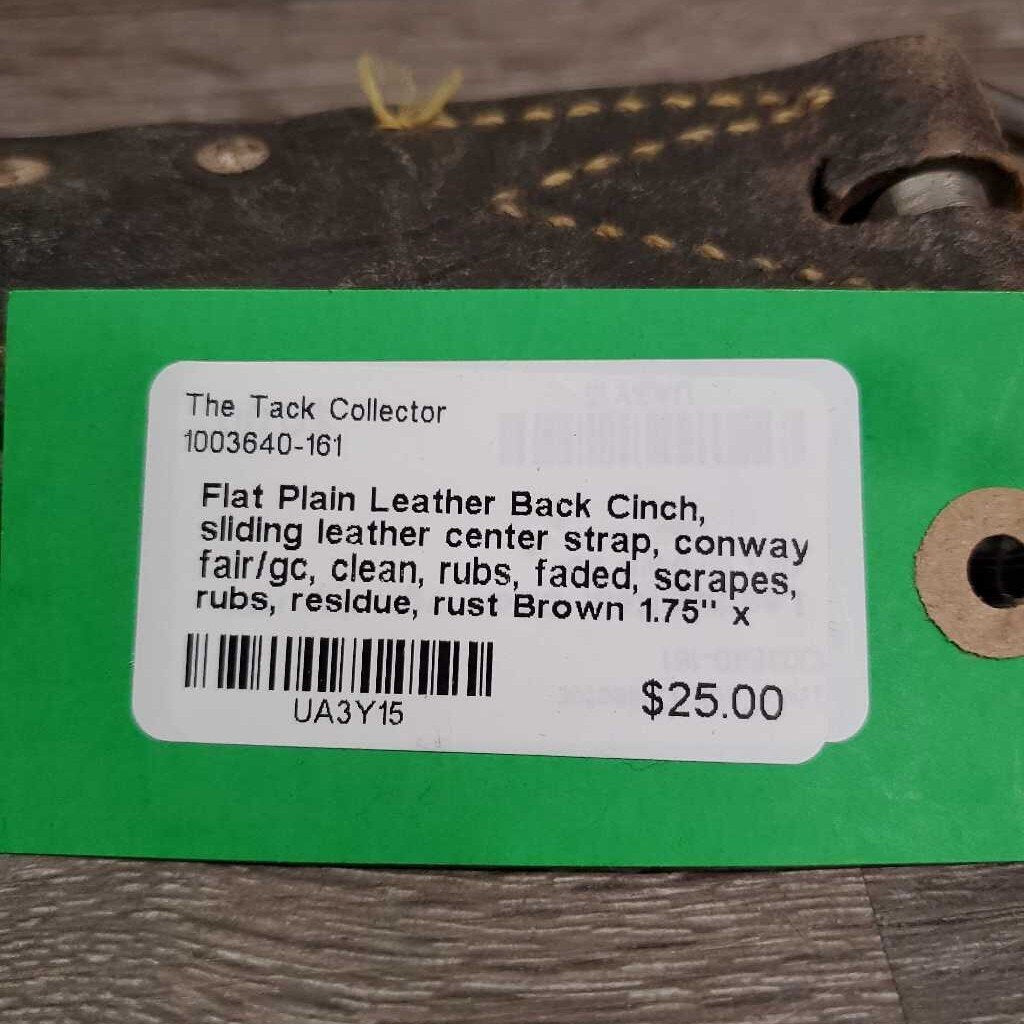 The Tack Collector
1003640-161
Flat Plain Leather Back Cinch,
sliding leather center strap, conway
fair/gc, clean, rubs, faded, scrapes,
rubs, residue, rust Brown 1.75" x
UA3Y15
$25.00